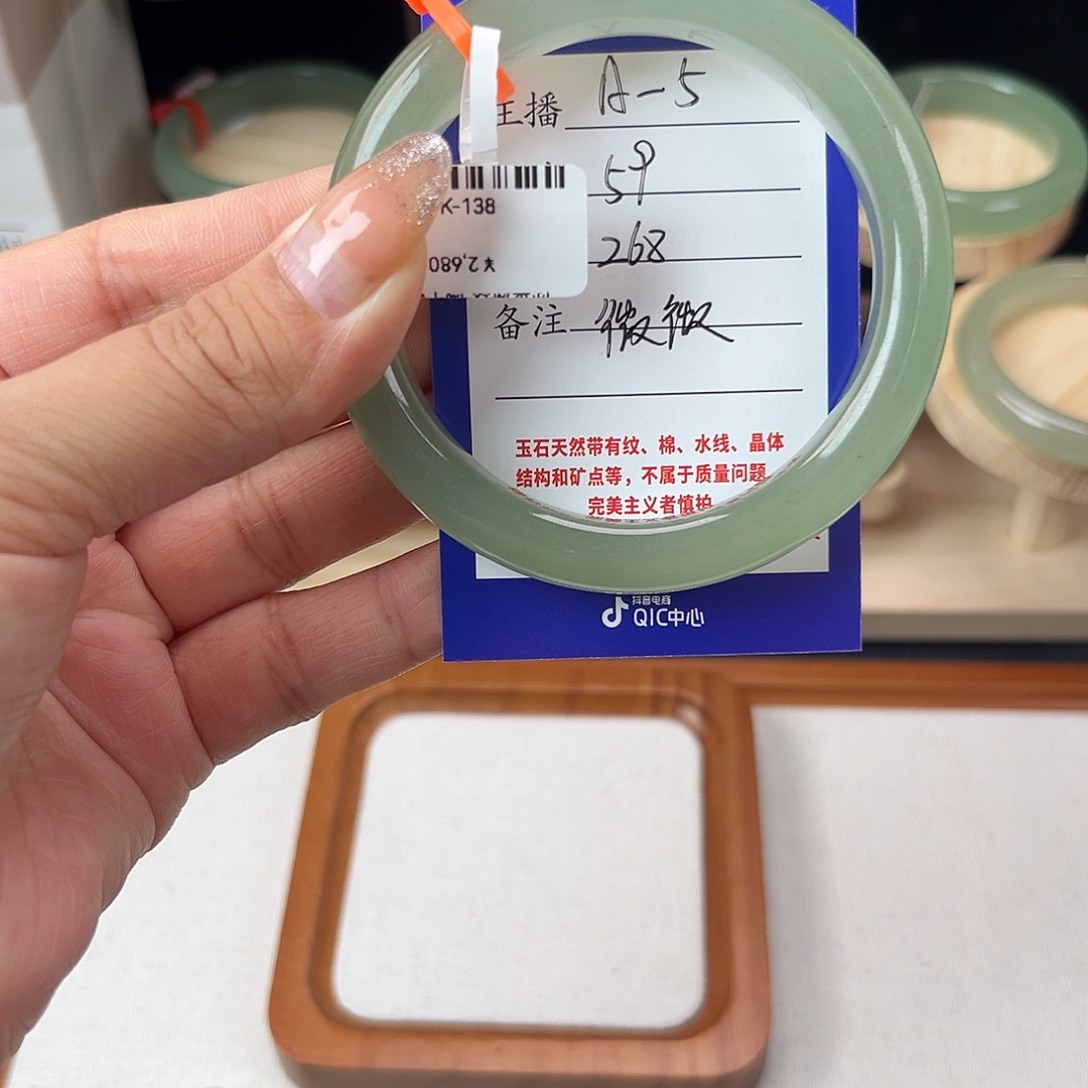 主播 A-5
59
268
备注 微微
K-138
¥2,680
玉石天然带有纹、棉、水线、晶体
结构和矿点等，不属于质量问题
完美主义者慎拍
抖音电商
QIC中心